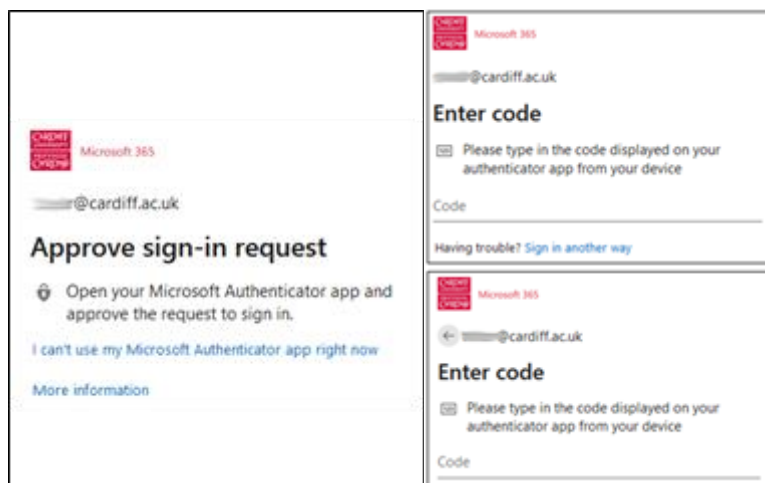 CARDIFF
UNIVERSITY
PRIFYSGOL
CAERDYDD
Microsoft 365
@cardiff.ac.uk
Approve sign-in request
Open your Microsoft Authenticator app and
approve the request to sign in.
I can't use my Microsoft Authenticator app right now
More information
Microsoft 365
@cardiff.ac.uk
Enter code
Please type in the code displayed on your
authenticator app from your device
Code
Having trouble? Sign in another way
Microsoft 365
@cardiff.ac.uk
Enter code
Please type in the code displayed on your
authenticator app from your device
Code